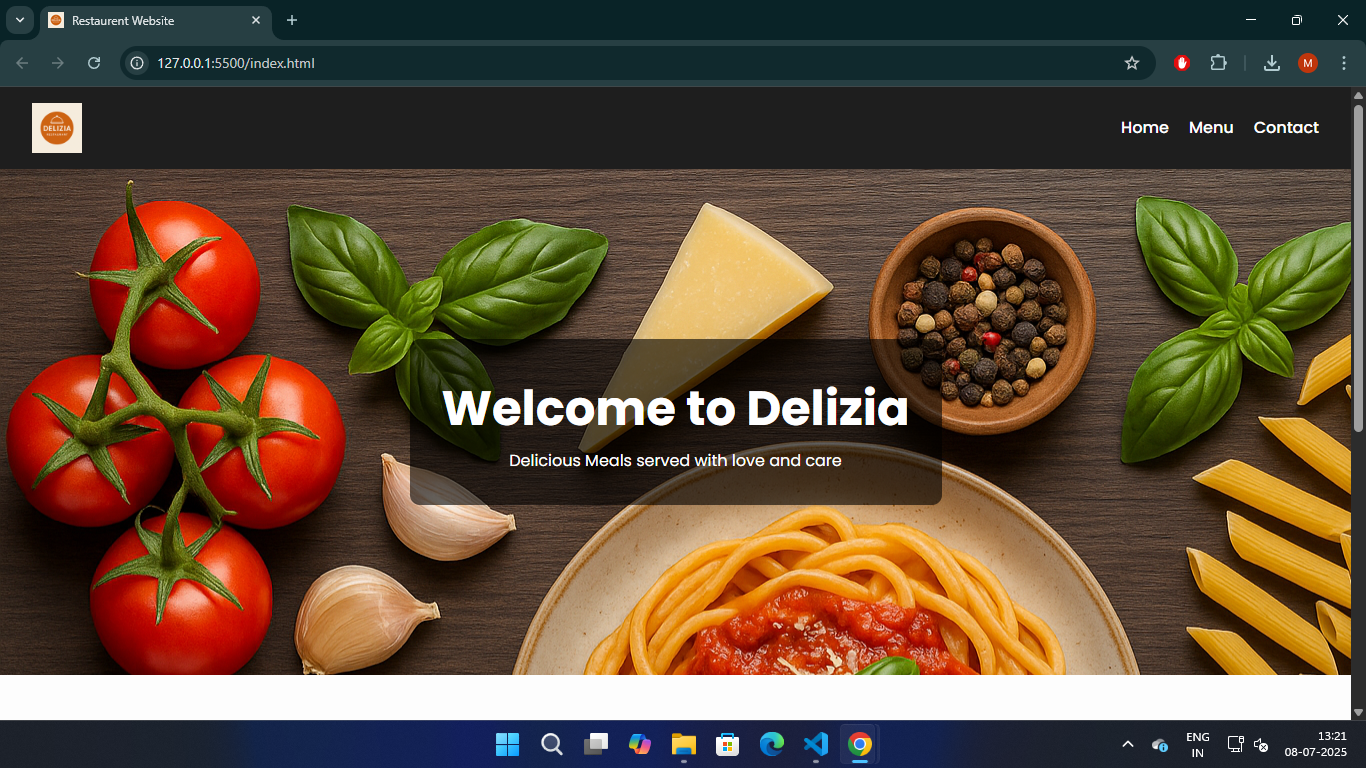 Restaurent Website
127.0.0.1:5500/index.html
M
DELIZIA
RESTAURANT
Home Menu Contact
Welcome to Delizia
Delicious Meals served with love and care
ENG
IN
13:21
08-07-2025